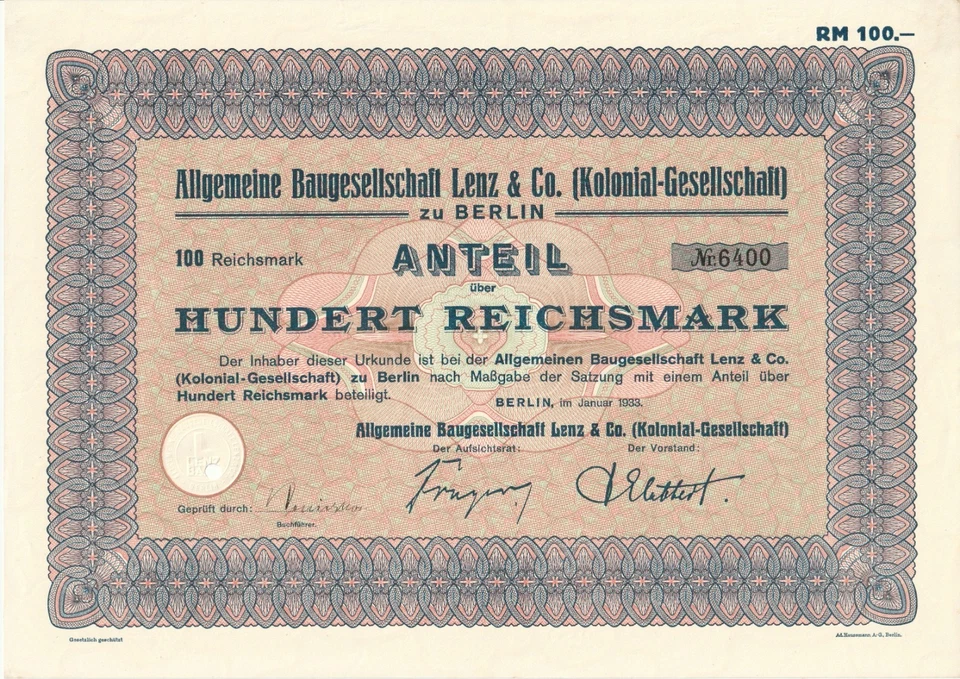 RM 100.—
Allgemeine Baugesellschaft Lenz & Co. (Kolonial-Gesellschaft)
zu BERLIN
100 Reichsmark
ANTEIL
Nr. 6400
über
HUNDERT REICHSMARK
Der Inhaber dieser Urkunde ist bei der Allgemeinen Baugesellschaft Lenz & Co.
(Kolonial-Gesellschaft) zu Berlin nach Maßgabe der Satzung mit einem Anteil über
Hundert Reichsmark beteiligt.
BERLIN, im Januar 1933.
Allgemeine Baugesellschaft Lenz & Co. (Kolonial-Gesellschaft)
Der Aufsichtsrat:
Der Vorstand:
Geprüft durch:
Buchführer.
Gesetzlich geschützt
A.-G., Berlin.